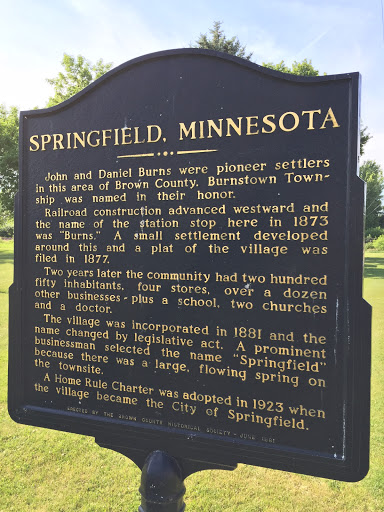 SPRINGFIELD, MINNESOTA
John and Daniel Burns were pioneer settlers
in this area of Brown County. Burnstown Town-
ship was named in their honor.
Railroad construction advanced westward and
the name of the station stop here in 1873
was "Burns." A small settlement developed
around this and a plat of the village was
filed in 1877.
Two years later the community had two hundred
fifty inhabitants, four stores, over a dozen
other businesses - plus a school, two churches
and a doctor.
The village was incorporated in 1881 and the
name changed by legislative act. A prominent
businessman selected the name "Springfield"
because there was a large, flowing spring on
the townsite.
A Home Rule Charter was adopted in 1923 when
the village became the City of Springfield.
ERECTED BY THE BROWN COUNTY HISTORICAL SOCIETY - JUNE 1981